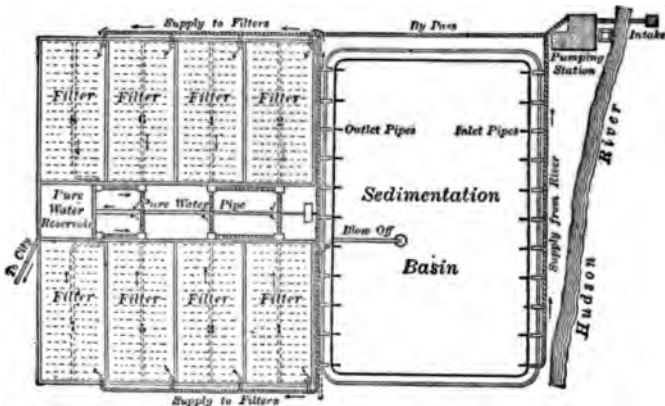 Supply to Filters
By Pass
Intake
Pumping
Station
Filter
Filter
Filter
Filter
Outlet Pipes
Inlet Pipes
River
Pure
Water
Reservoir
Pure Water Pipe
Sedimentation
Basin
Blow Off
Supply from River
Hudson
To City
Filter
Filter
Filter
Filter
Supply to Filters